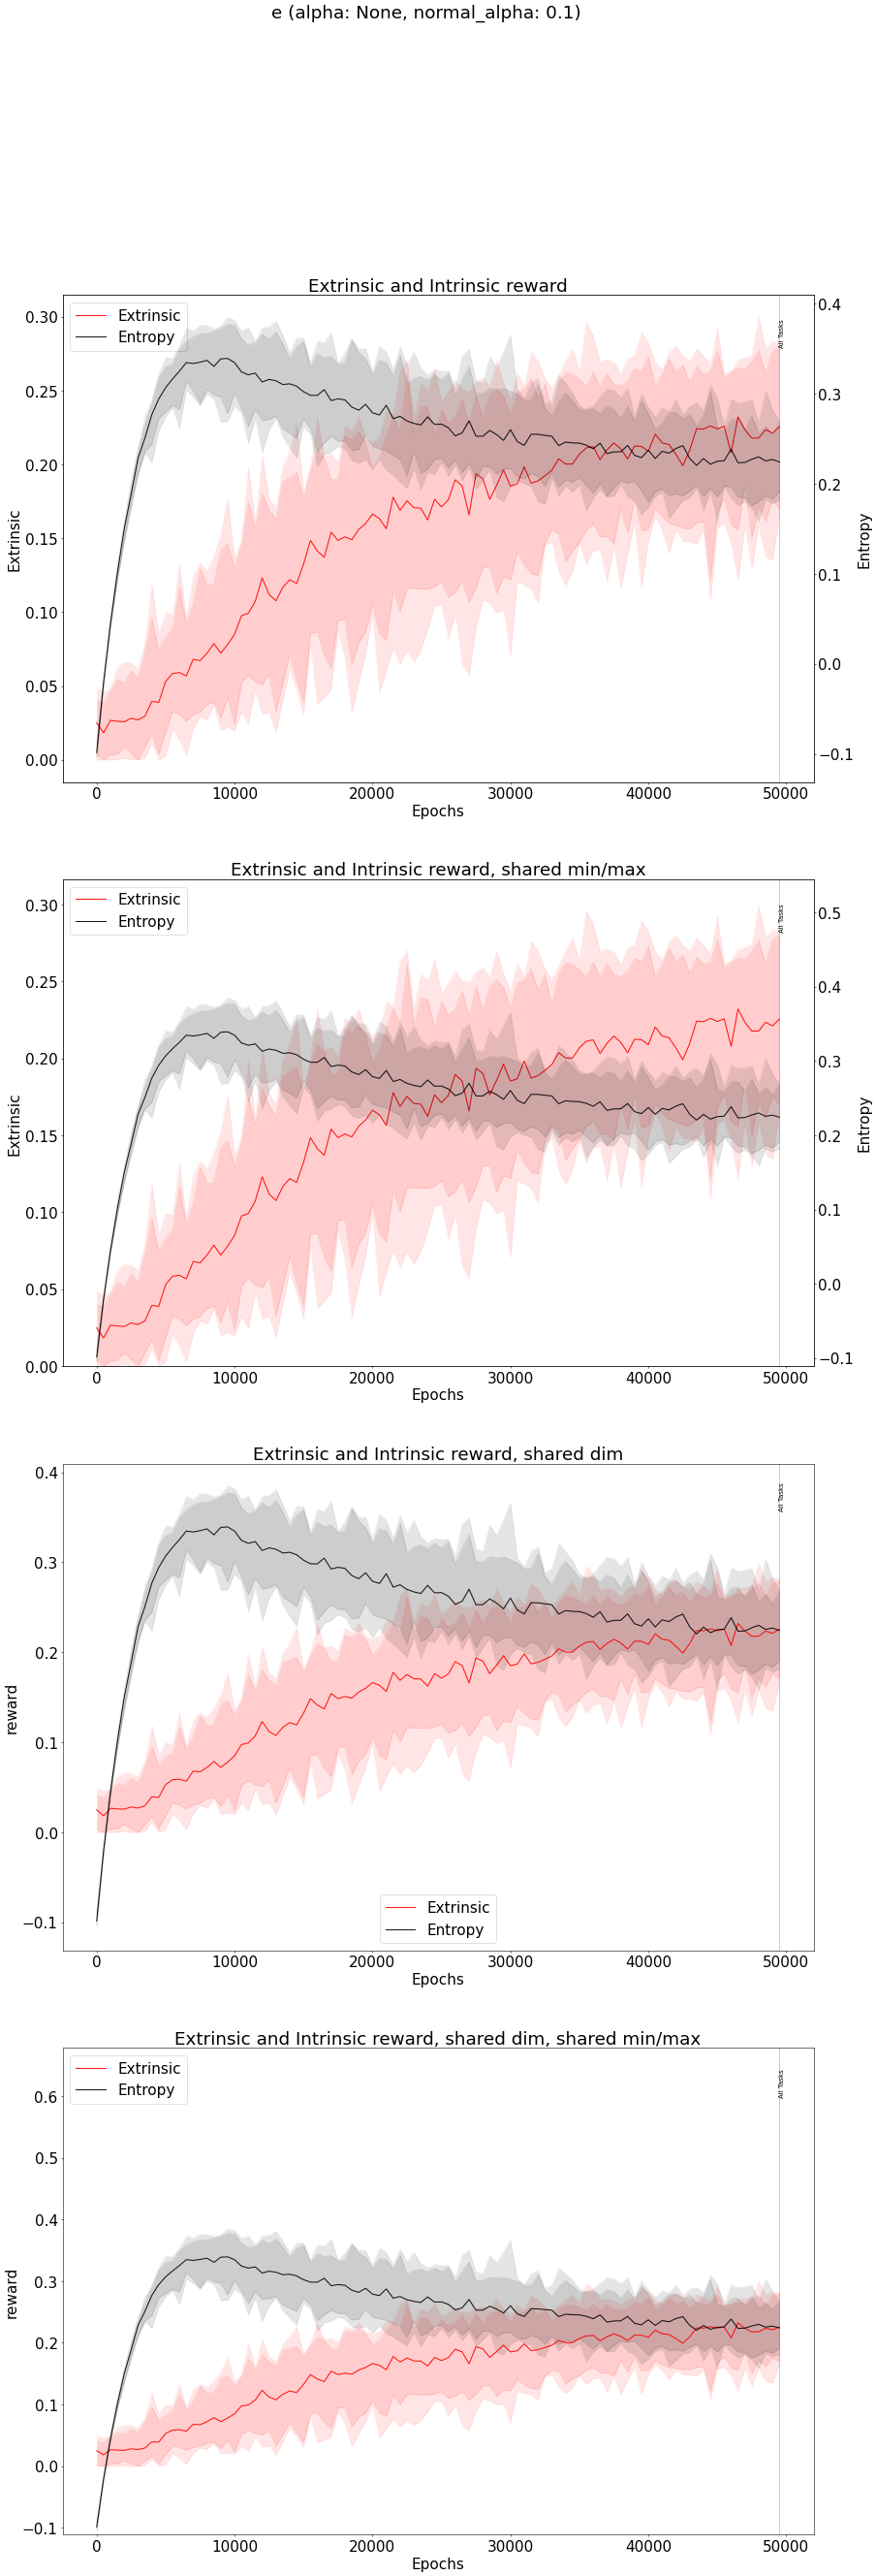 e (alpha: None, normal_alpha: 0.1)
Extrinsic and Intrinsic reward
Extrinsic
Entropy
All Tasks
0.30
0.25
0.20
0.15
0.10
0.05
0.00
Extrinsic
0.4
0.3
0.2
0.1
0.0
−0.1
Entropy
0 10000 20000 30000 40000 50000
Epochs
Extrinsic and Intrinsic reward, shared min/max
Extrinsic
Entropy
All Tasks
0.30
0.25
0.20
0.15
0.10
0.05
0.00
Extrinsic
0.5
0.4
0.3
0.2
0.1
0.0
−0.1
Entropy
0 10000 20000 30000 40000 50000
Epochs
Extrinsic and Intrinsic reward, shared dim
All Tasks
0.4
0.3
0.2
0.1
0.0
−0.1
reward
Extrinsic
Entropy
0 10000 20000 30000 40000 50000
Epochs
Extrinsic and Intrinsic reward, shared dim, shared min/max
Extrinsic
Entropy
All Tasks
0.6
0.5
0.4
0.3
0.2
0.1
0.0
−0.1
reward
0 10000 20000 30000 40000 50000
Epochs